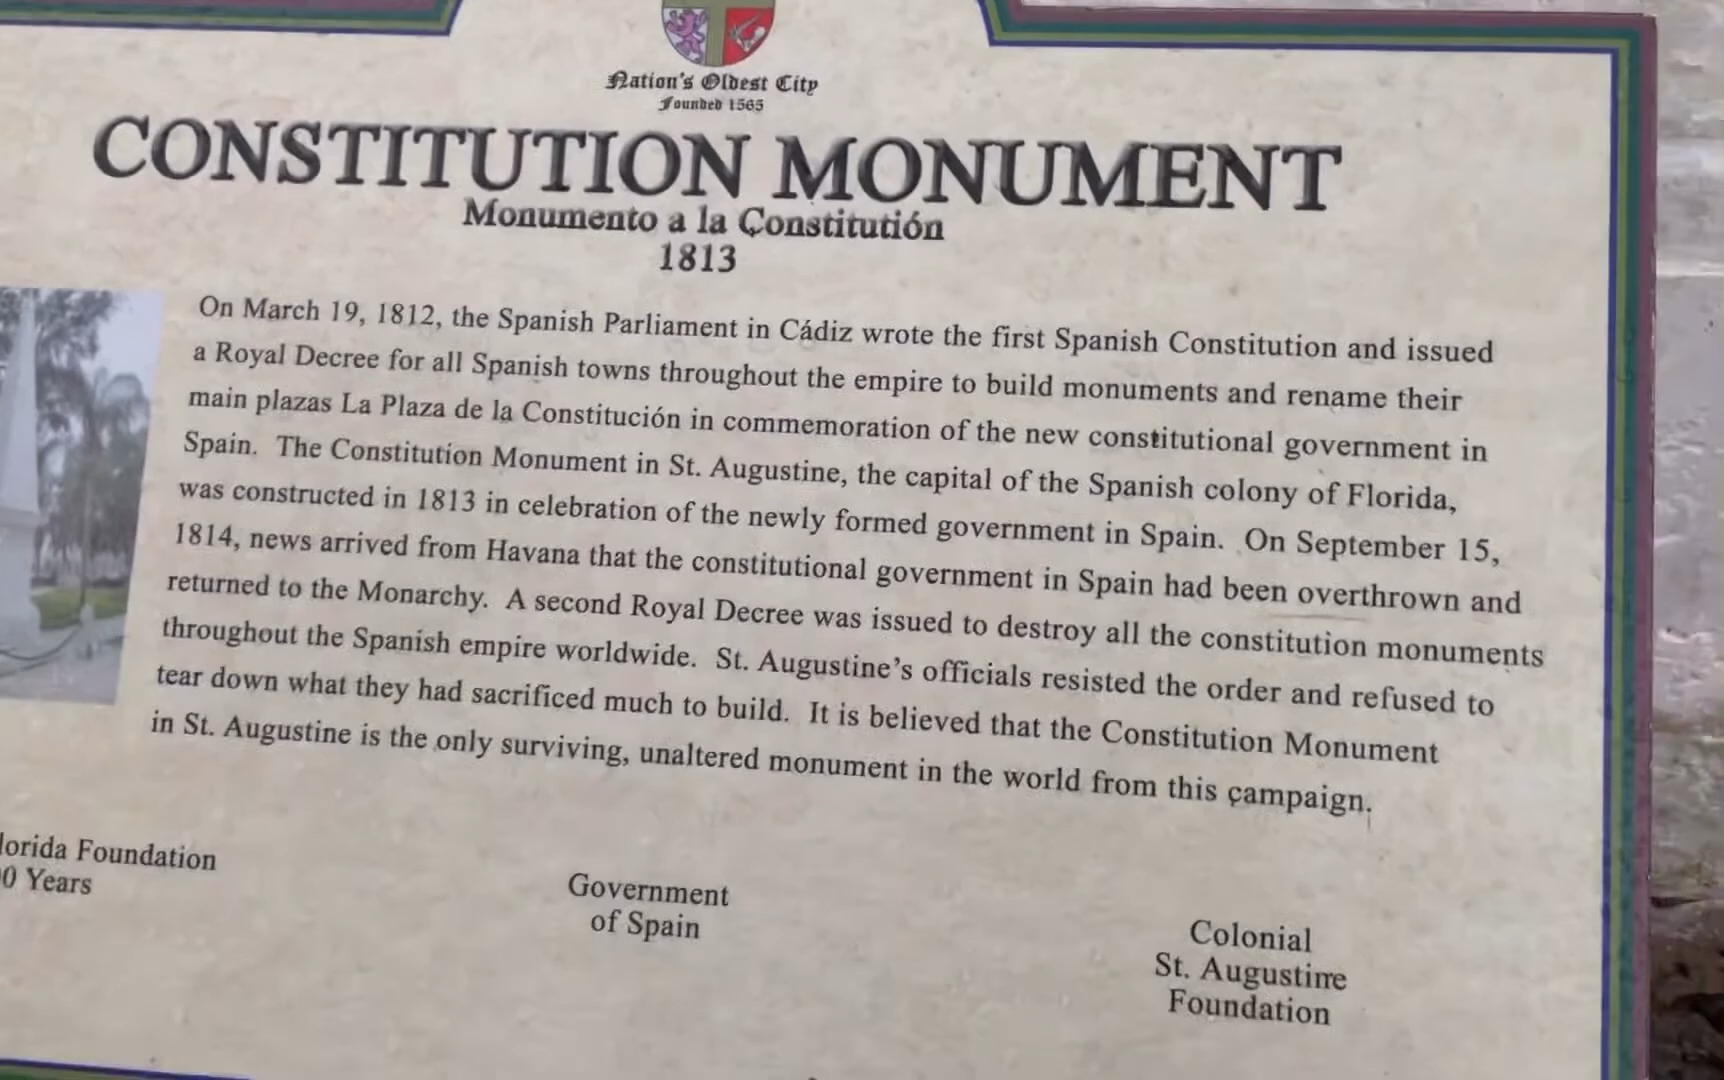 Nation's Oldest City
Founded 1565
CONSTITUTION MONUMENT
Monumento a la Constitutión
1813
On March 19, 1812, the Spanish Parliament in Cádiz wrote the first Spanish Constitution and issued
a Royal Decree for all Spanish towns throughout the empire to build monuments and rename their
main plazas La Plaza de la Constitución in commemoration of the new constitutional government in
Spain. The Constitution Monument in St. Augustine, the capital of the Spanish colony of Florida,
was constructed in 1813 in celebration of the newly formed government in Spain. On September 15,
1814, news arrived from Havana that the constitutional government in Spain had been overthrown and
returned to the Monarchy. A second Royal Decree was issued to destroy all the constitution monuments
throughout the Spanish empire worldwide. St. Augustine's officials resisted the order and refused to
tear down what they had sacrificed much to build. It is believed that the Constitution Monument
in St. Augustine is the only surviving, unaltered monument in the world from this campaign.
Foundation
Years
Government
of Spain
Colonial
St. Augustine
Foundation